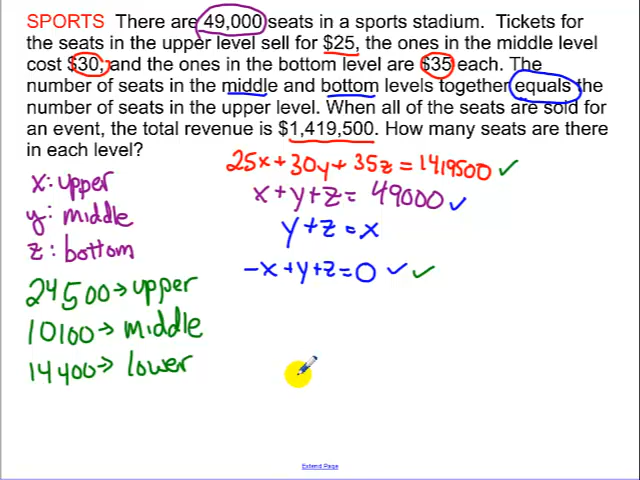 SPORTS There are 49,000 seats in a sports stadium. Tickets for
the seats in the upper level sell for $25, the ones in the middle level
cost $30, and the ones in the bottom level are $35 each. The
number of seats in the middle and bottom levels together equals the
number of seats in the upper level. When all of the seats are sold for
an event, the total revenue is $1,419,500. How many seats are there
in each level?
25x + 30y + 35z = 1419500 ✓
x + y + z = 49000 ✓
y + z = x
-x + y + z = 0 ✓ ✓
x: upper
y: middle
z: bottom
24500 → upper
10100 → middle
14400 → lower
Extend Page